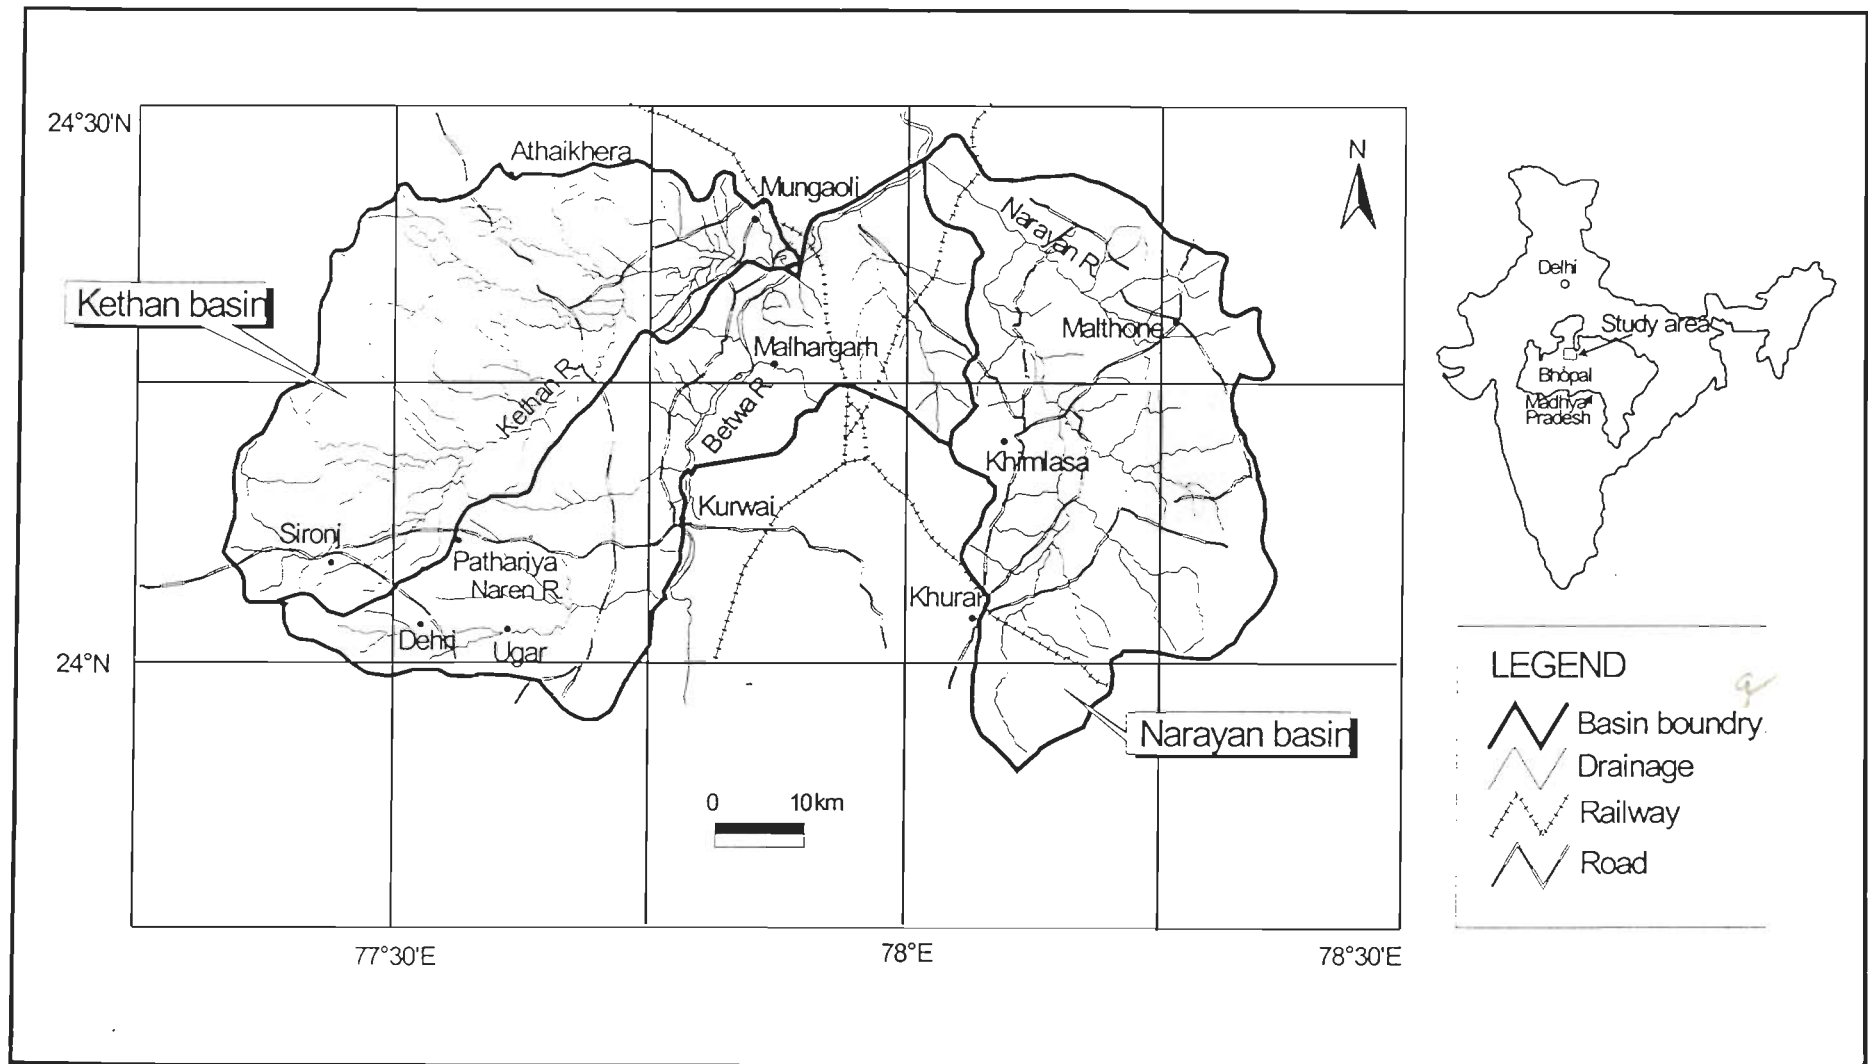 24°30'N
Athaikhera
Mungaoli
N
Narayan R.
Kethan basin
Malthone
Malhargarh
Kethan R.
Betwa R.
Khimlasa
Kurwai
Sironj
Pathariya
Naren R.
Khurai
Dehri
Ugar
24°N
Narayan basin
0 10km
77°30'E
78°E
78°30'E
Delhi
Study area
Bhopal
Madhya
Pradesh
LEGEND
Basin boundry
Drainage
Railway
Road